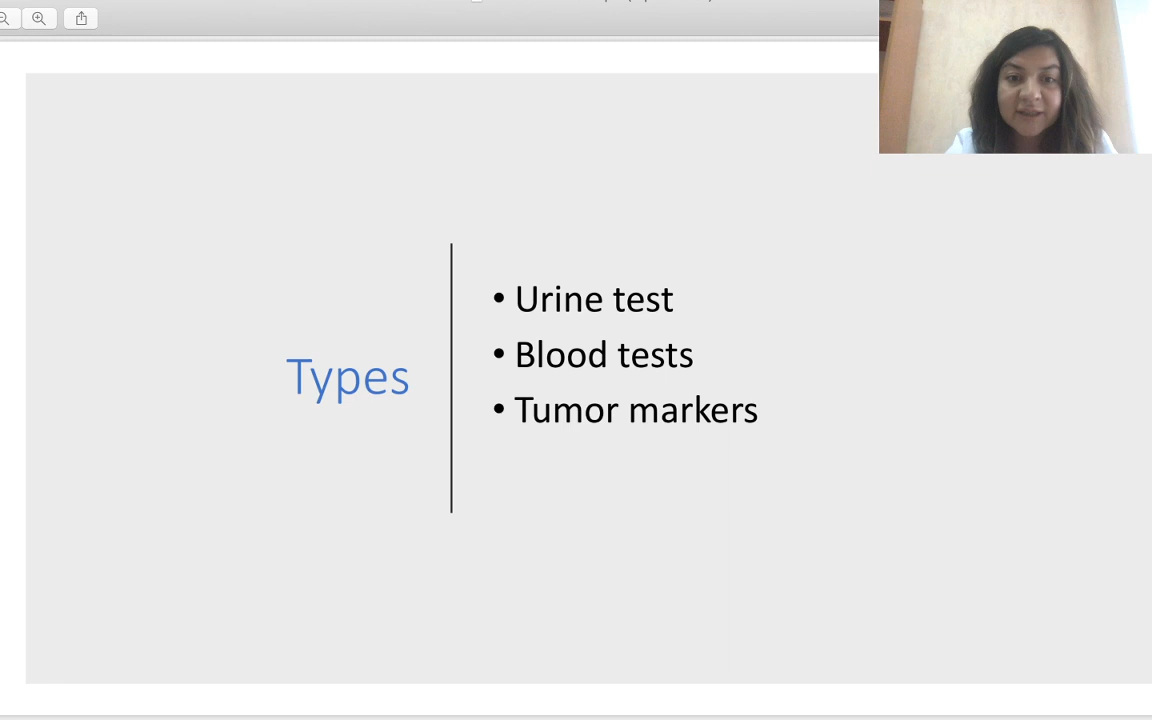 Types
• Urine test
• Blood tests
• Tumor markers